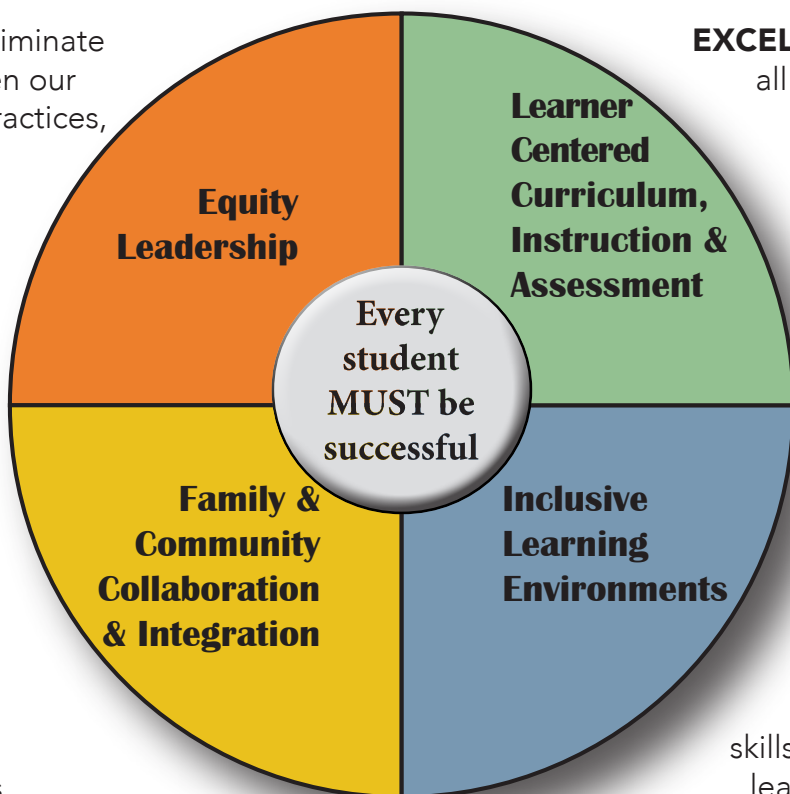 iminate
en our
ractices,
EXCEL
all
Equity
Leadership
Learner
Centered
Curriculum,
Instruction &
Assessment
Every
student
MUST be
successful
Family &
Community
Collaboration
& Integration
Inclusive
Learning
Environments
skills
lea